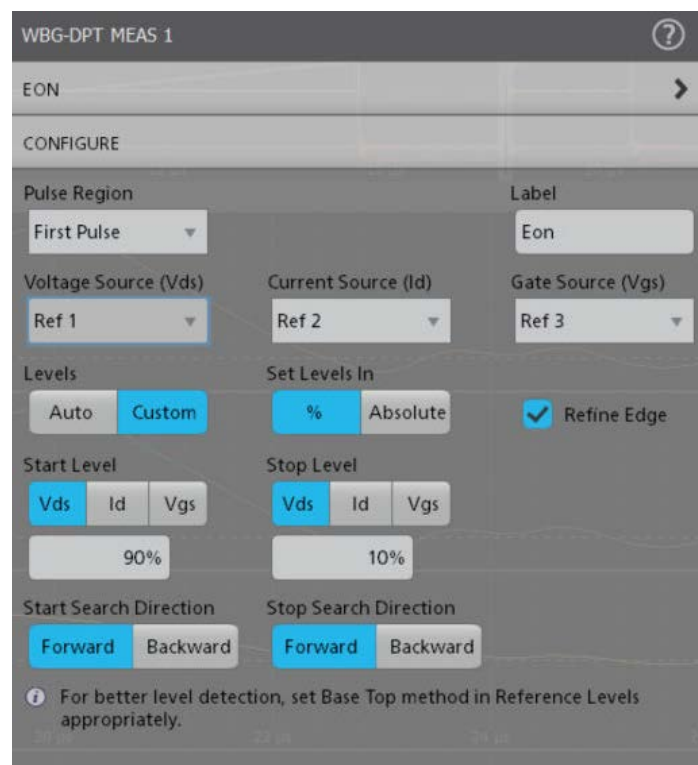 WBG-DPT MEAS 1
?
EON
CONFIGURE
Pulse Region Label
First Pulse Eon
Voltage Source (Vds) Current Source (Id) Gate Source (Vgs)
Ref 1 Ref 2 Ref 3
Levels Set Levels In
Auto Custom % Absolute Refine Edge
Start Level Stop Level
Vds Id Vgs Vds Id Vgs
90% 10%
Start Search Direction Stop Search Direction
Forward Backward Forward Backward
i For better level detection, set Base Top method in Reference Levels
appropriately.